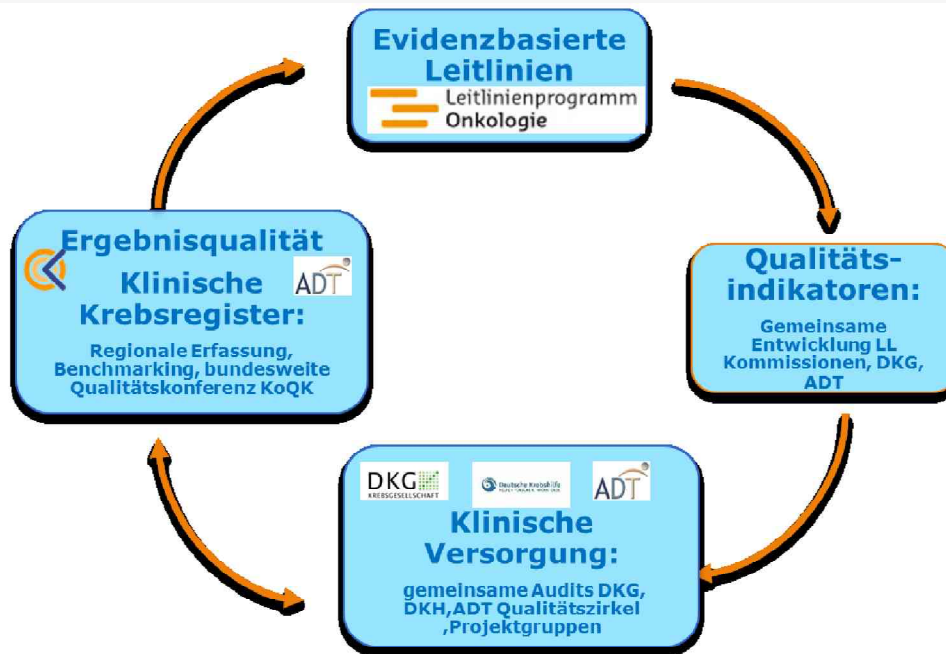 Evidenzbasierte
Leitlinien
Leitlinienprogramm
Onkologie
Ergebnisqualität
ADT
Klinische
Krebsregister:
Regionale Erfassung,
Benchmarking, bundesweite
Qualitätskonferenz KoQK
Qualitäts-
indikatoren:
Gemeinsame
Entwicklung LL
Kommissionen, DKG,
ADT
DKG
KREBSGESELLSCHAFT
Deutsche Krebshilfe
ADT
Klinische
Versorgung:
gemeinsame Audits DKG,
DKH,ADT Qualitätszirkel
,Projektgruppen